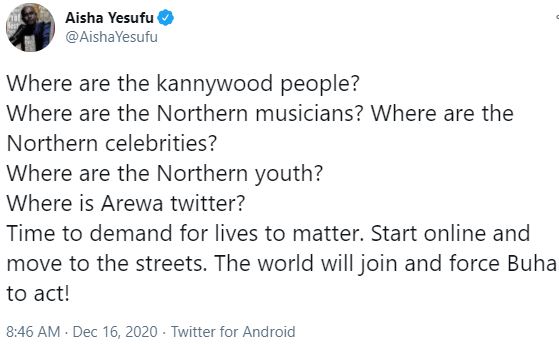 Aisha Yesufu
@AishaYesufu
Where are the kannywood people?
Where are the Northern musicians? Where are the
Northern celebrities?
Where are the Northern youth?
Where is Arewa twitter?
Time to demand for lives to matter. Start online and
move to the streets. The world will join and force Buha
to act!
8:46 AM · Dec 16, 2020 · Twitter for Android